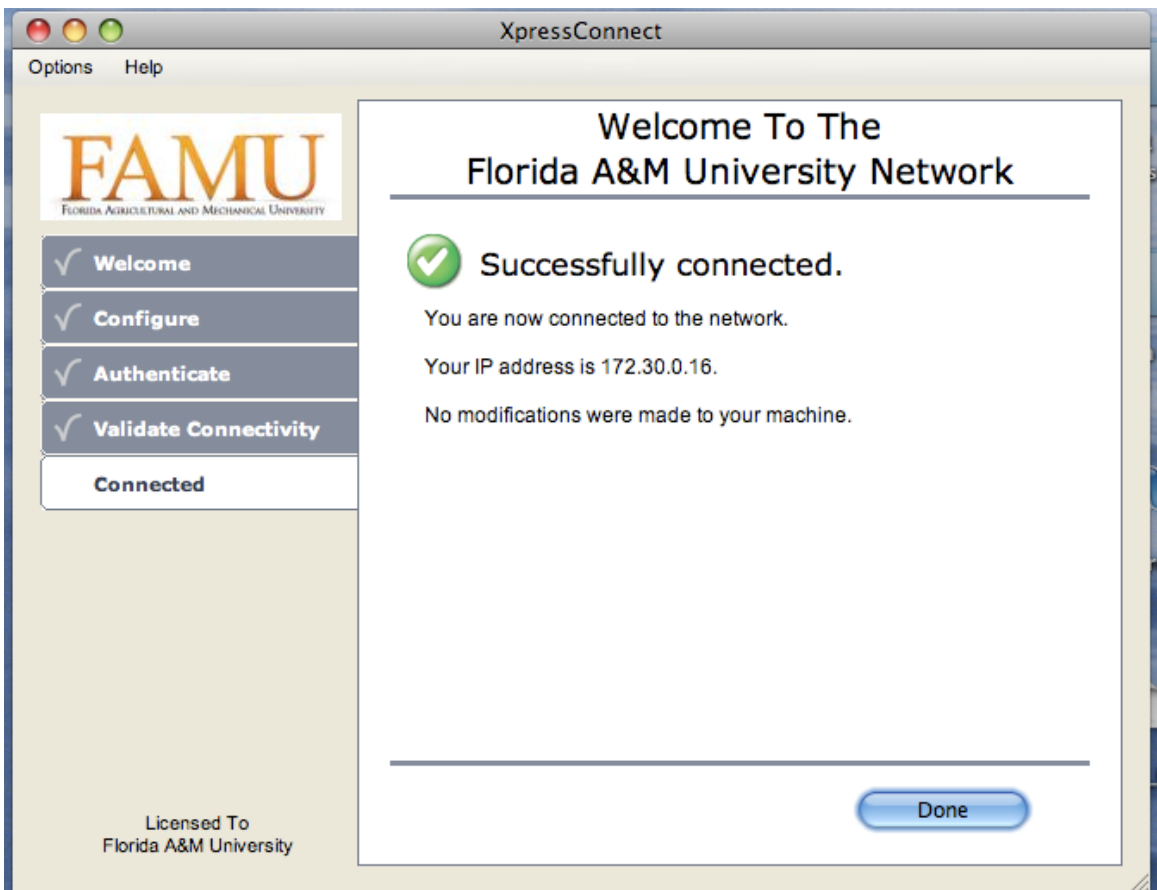 XpressConnect
Options Help
FAMU
FLORIDA AGRICULTURAL AND MECHANICAL UNIVERSITY
Welcome
Configure
Authenticate
Validate Connectivity
Connected
Licensed To
Florida A&M University
Welcome To The
Florida A&M University Network
Successfully connected.
You are now connected to the network.
Your IP address is 172.30.0.16.
No modifications were made to your machine.
Done